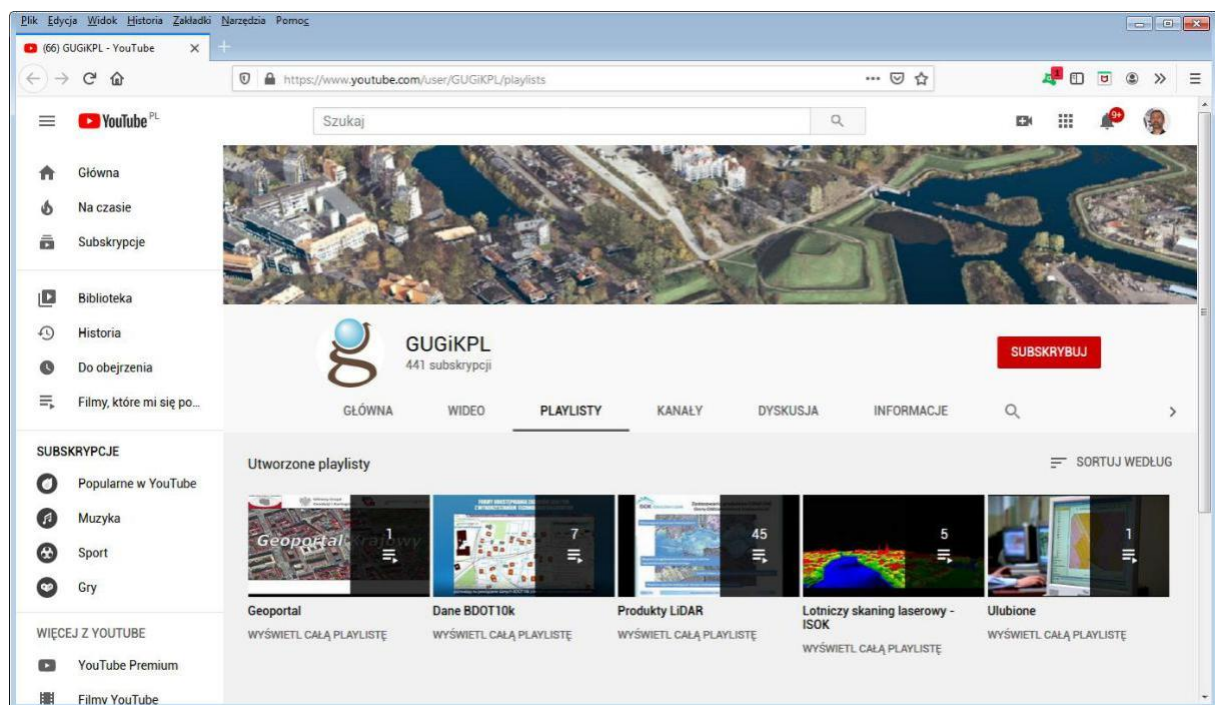 Plik Edycja Widok Historia Zakładki Narzędzia Pomoc
(66) GUGiKPL - YouTube
https://www.youtube.com/user/GUGiKPL/playlists
1
YouTube PL
Szukaj
9+
Główna
Na czasie
Subskrypcje
Biblioteka
Historia
Do obejrzenia
Filmy, które mi się po...
SUBSKRYPCJE
Popularne w YouTube
Muzyka
Sport
Gry
WIĘCEJ Z YOUTUBE
YouTube Premium
Filmy YouTube
GUGiKPL
441 subskrypcji
SUBSKRYBUJ
GŁÓWNA WIDEO PLAYLISTY KANAŁY DYSKUSJA INFORMACJE
Utworzone playlisty
SORTUJ WEDŁUG
Geoportal Krajowy
1
7
45
5
1
Geoportal
WYŚWIETL CAŁĄ PLAYLISTĘ
Dane BDOT10k
WYŚWIETL CAŁĄ PLAYLISTĘ
Produkty LiDAR
WYŚWIETL CAŁĄ PLAYLISTĘ
Lotniczy skaning laserowy -
ISOK
WYŚWIETL CAŁĄ PLAYLISTĘ
Ulubione
WYŚWIETL CAŁĄ PLAYLISTĘ